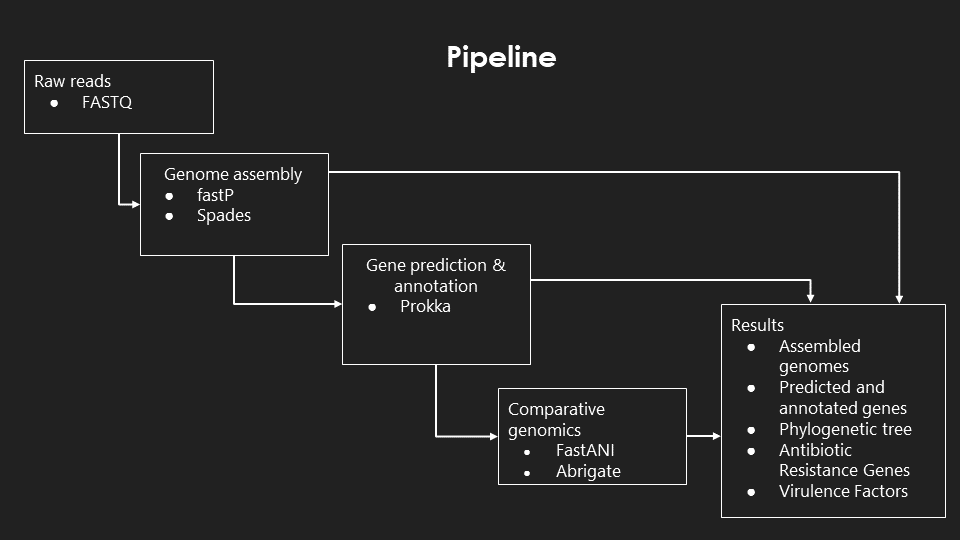 Pipeline
Raw reads
● FASTQ
Genome assembly
● fastP
● Spades
Gene prediction &
annotation
● Prokka
Comparative
genomics
● FastANI
● Abrigate
Results
● Assembled
genomes
● Predicted and
annotated genes
● Phylogenetic tree
● Antibiotic
Resistance Genes
● Virulence Factors